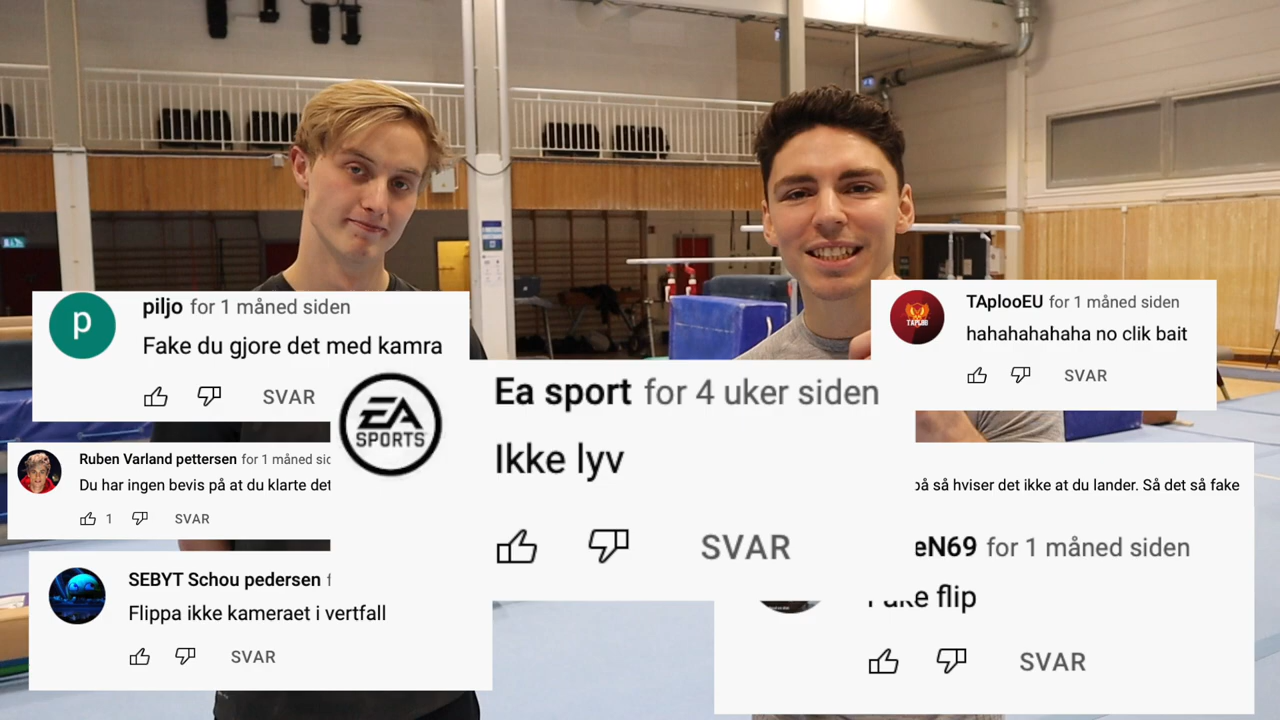 piljo for 1 måned siden
Fake du gjore det med kamra
SVAR
p
TAplooEU for 1 måned siden
hahahahahaha no clik bait
SVAR
TAPLOO
Ea sport for 4 uker siden
Ikke lyv
SVAR
EA
SPORTS
Ruben Varland pettersen for 1 måned
Du har ingen bevis på at du klarte det
1
SVAR
på så hviser det ikke at du lander. Så det så fake
SEBYT Schou pedersen
Flippa ikke kameraet i vertfall
SVAR
eN69 for 1 måned siden
Fake flip
SVAR